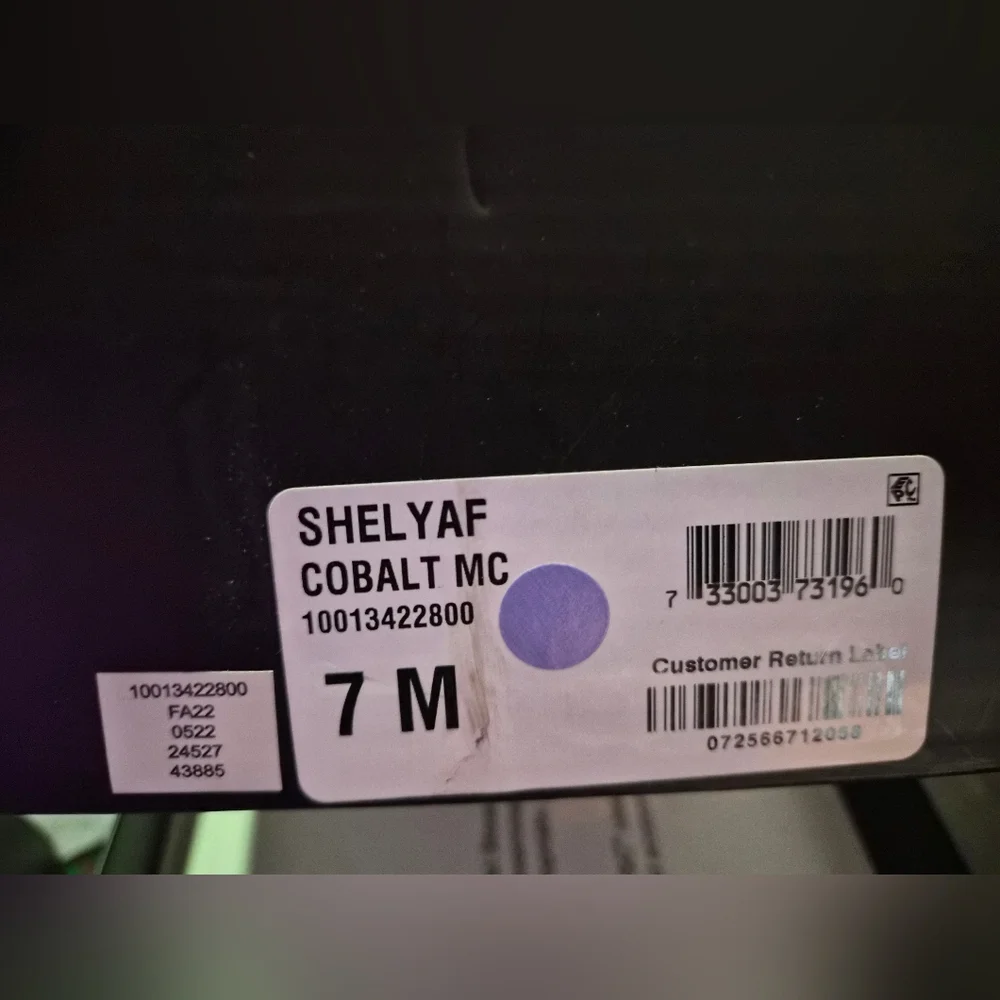 SHELYAF
COBALT MC
10013422800
7 M
7 33003 73196 0
Customer Return Label
072566712058
10013422800
FA22
0522
24527
43885